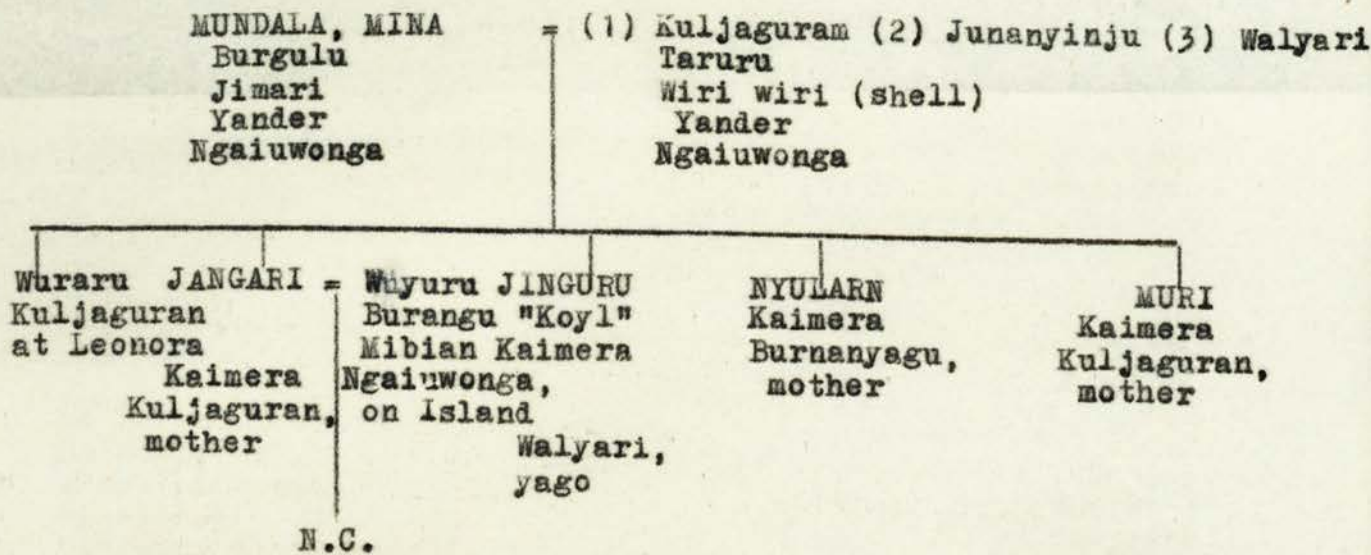 MUNDALA, MINA = (1) Kuljaguram (2) Junanyinju (3) Walyari
Burgulu Taruru
Jimari Wiri wiri (shell)
Yander Yander
Ngaiuwonga Ngaiuwonga
Wuraru JANGARI = Wuyuru JINGURU NYULARN MURI
Kuljaguran Burangu "Koyl" Kaimera Kaimera
at Leonora Mibian Kaimera Burnanyagu, Kuljaguran,
Kaimera Ngaiuwonga, mother mother
Kuljaguran, on Island
mother Walyari,
yago
N.C.